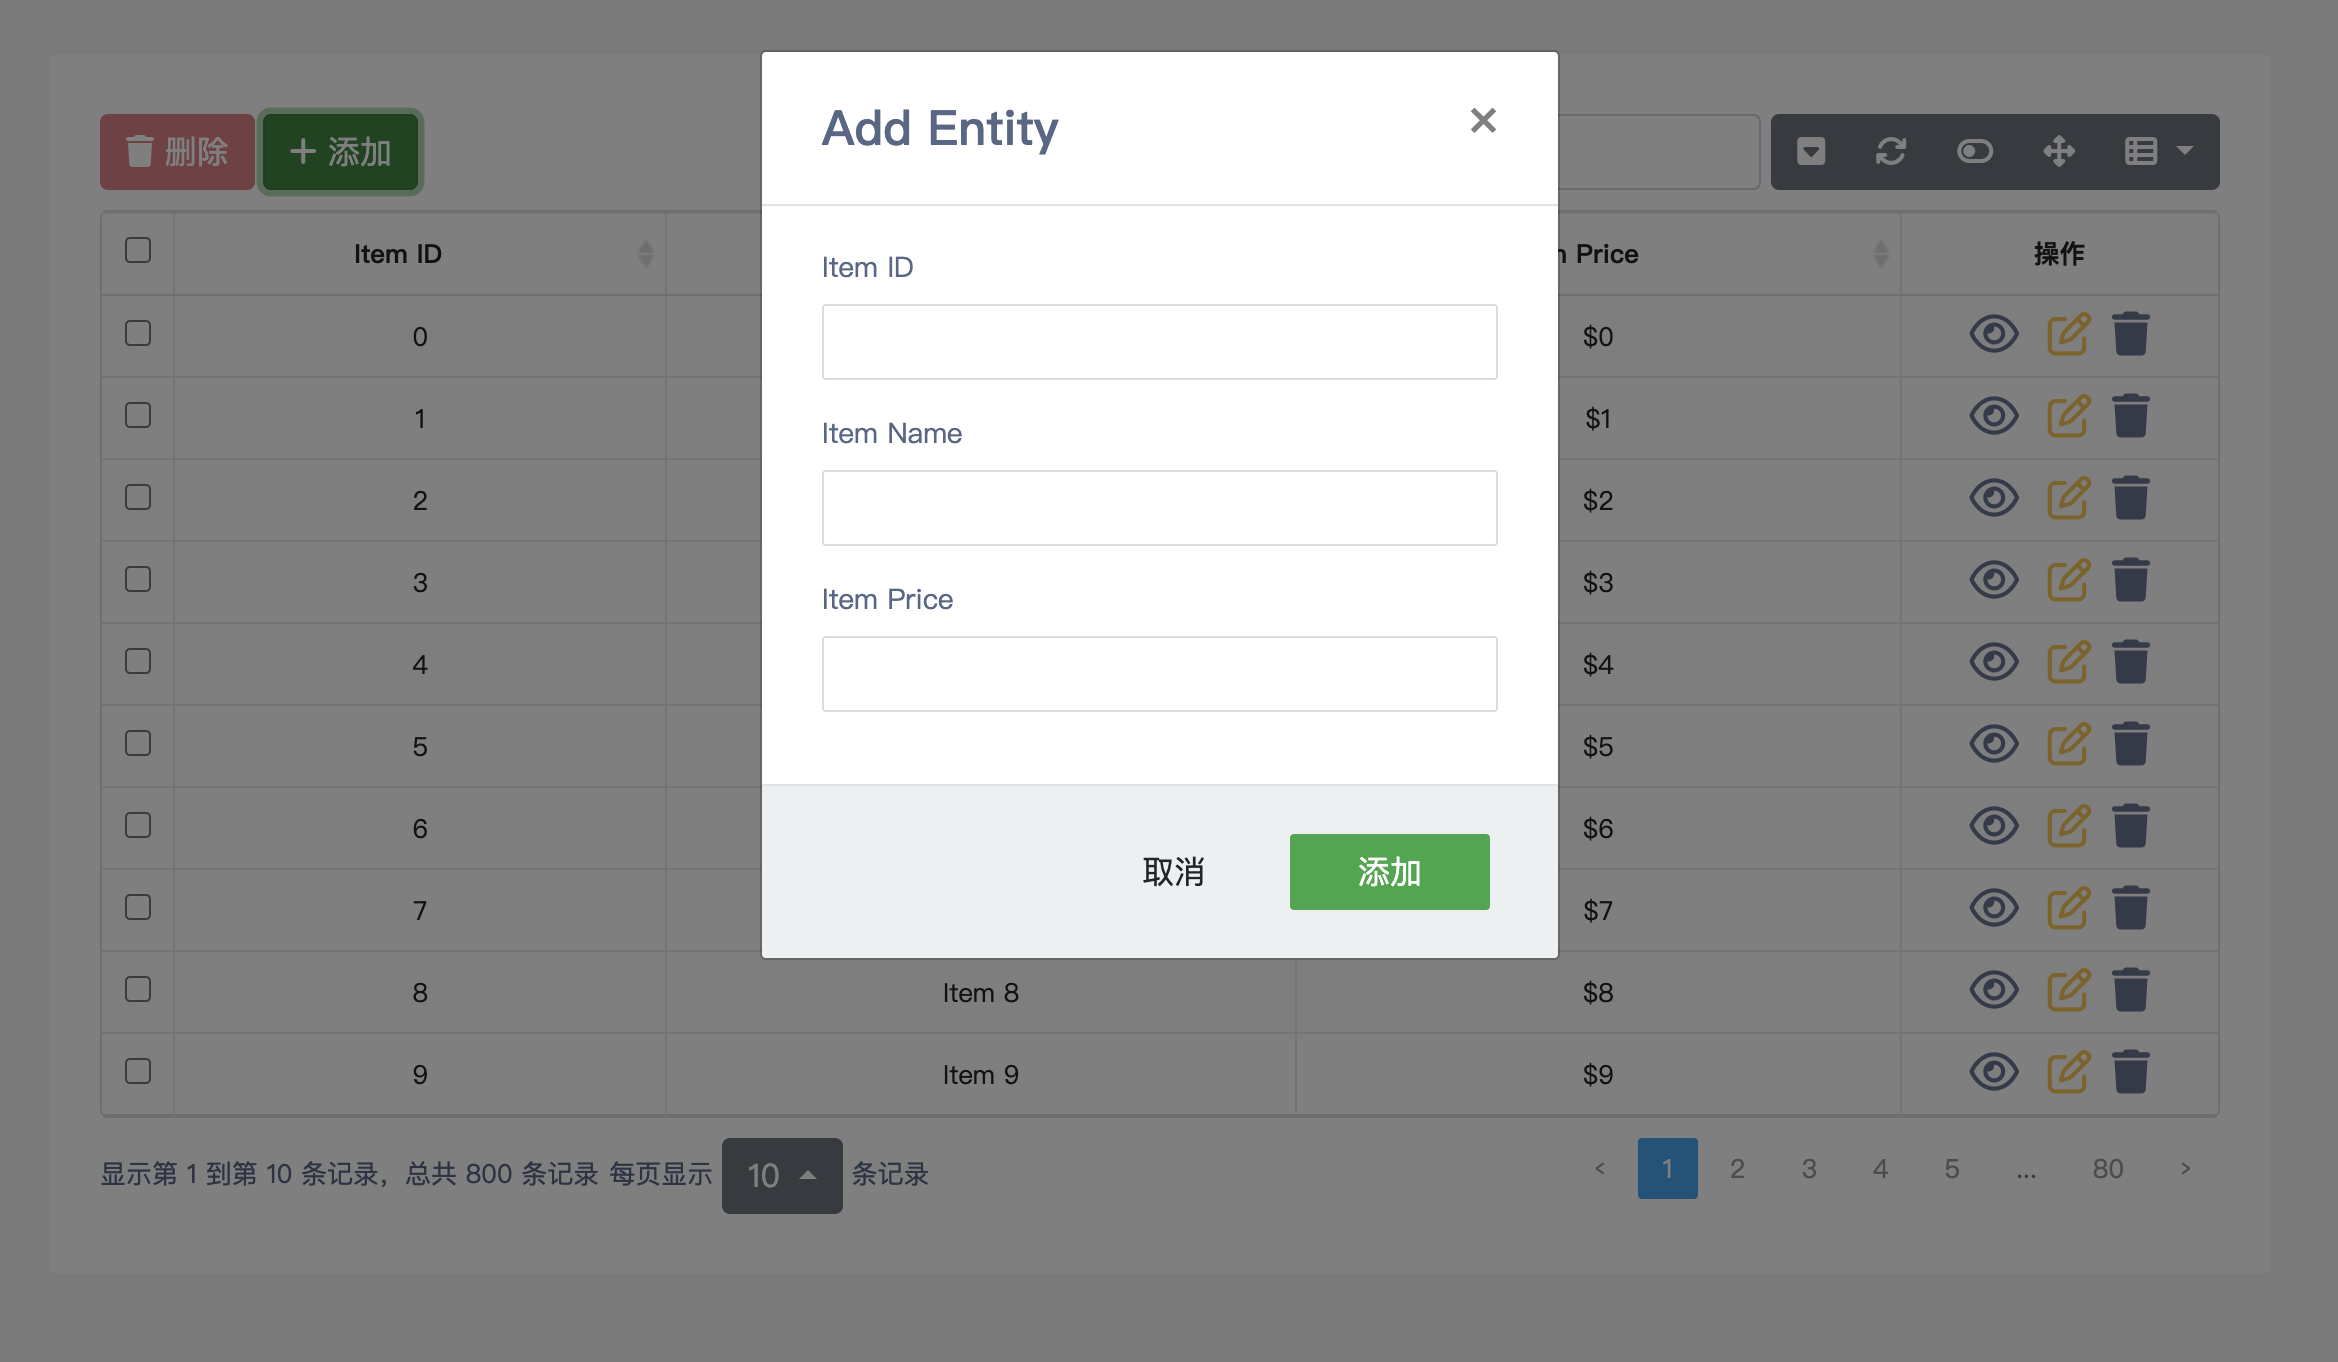 删除 添加
Add Entity
Item ID
Price
操作
Item ID
Item Name
Item Price
取消 添加
0 $0
1 $1
2 $2
3 $3
4 $4
5 $5
6 $6
7 $7
8 Item 8 $8
9 Item 9 $9
显示第 1 到第 10 条记录，总共 800 条记录 每页显示 10 条记录
‹ 1 2 3 4 5 ... 80 ›